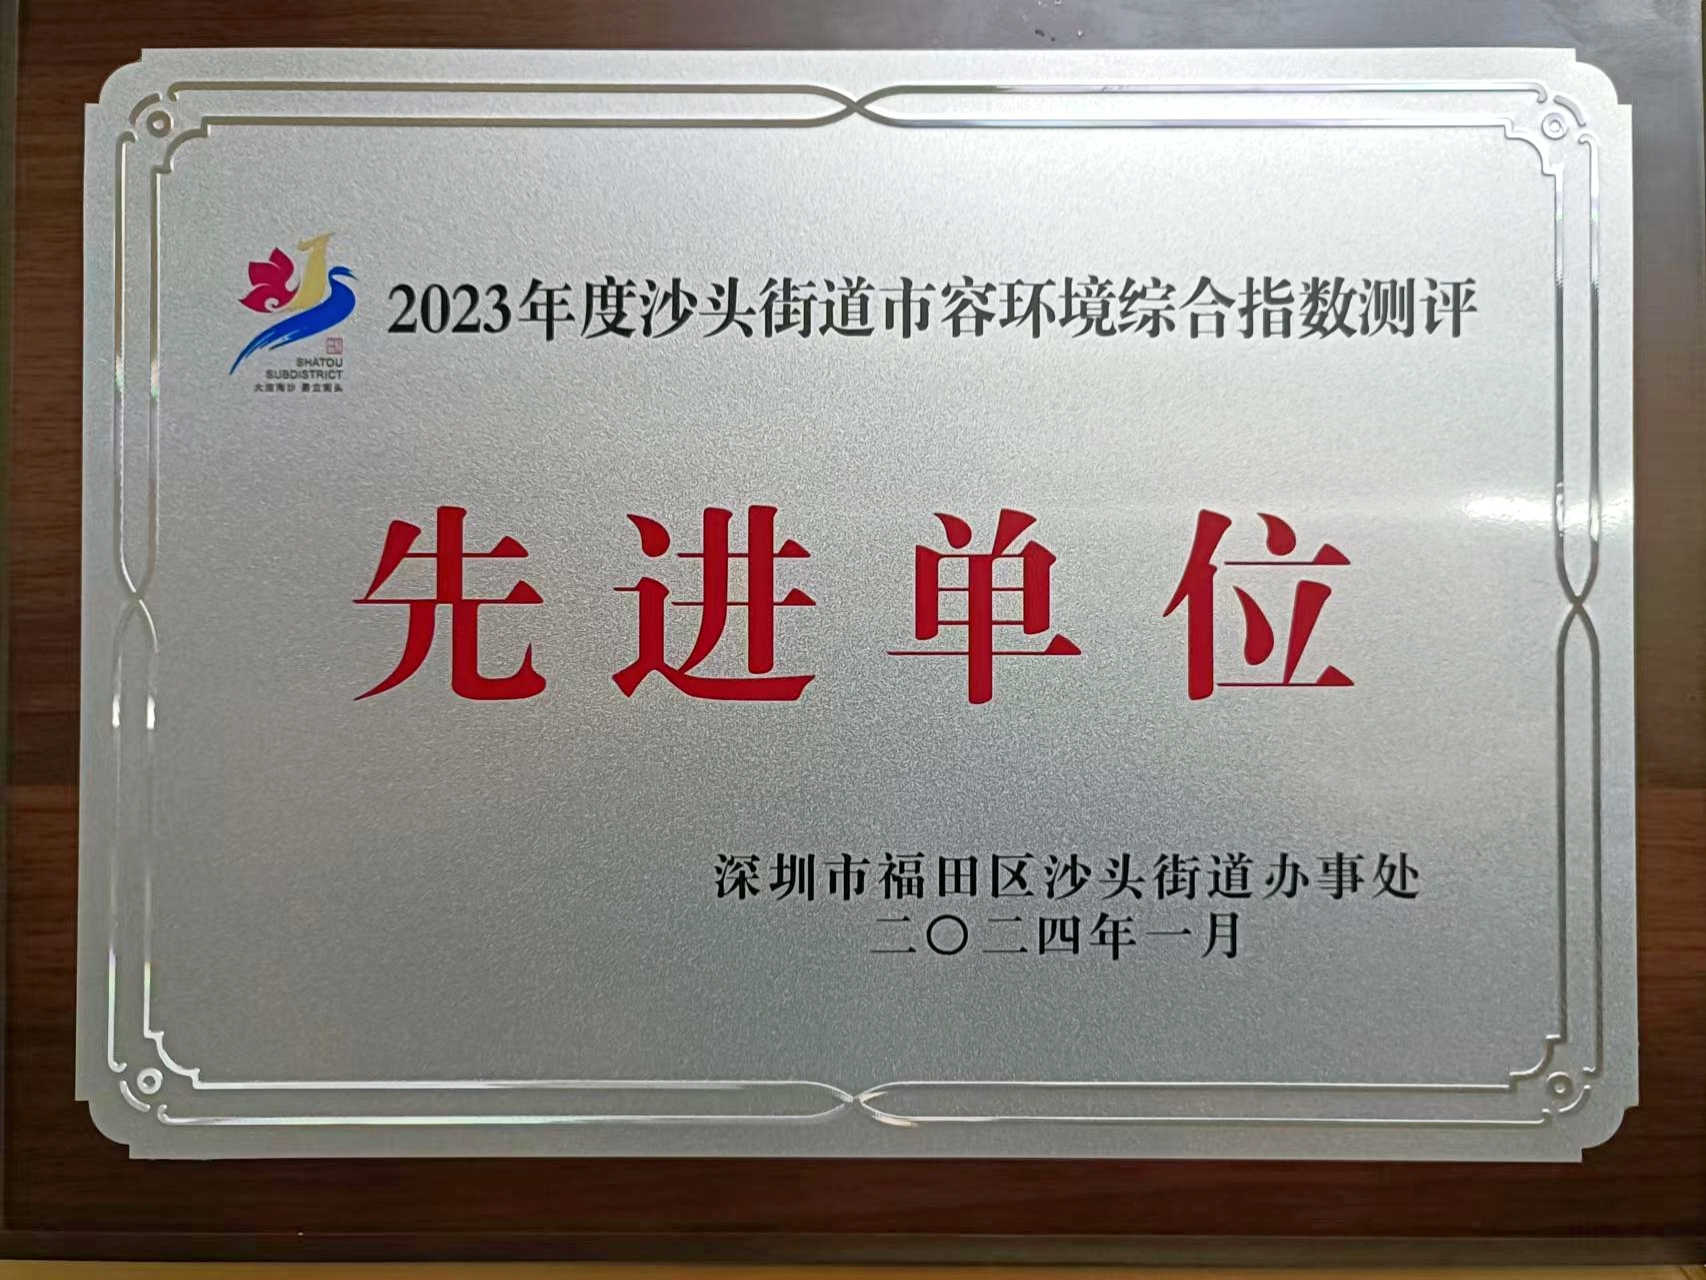 2023年度沙头街道市容环境综合指数测评
SHATOU
SUBDISTRICT
先进单位
深圳市福田区沙头街道办事处
二〇二四年一月